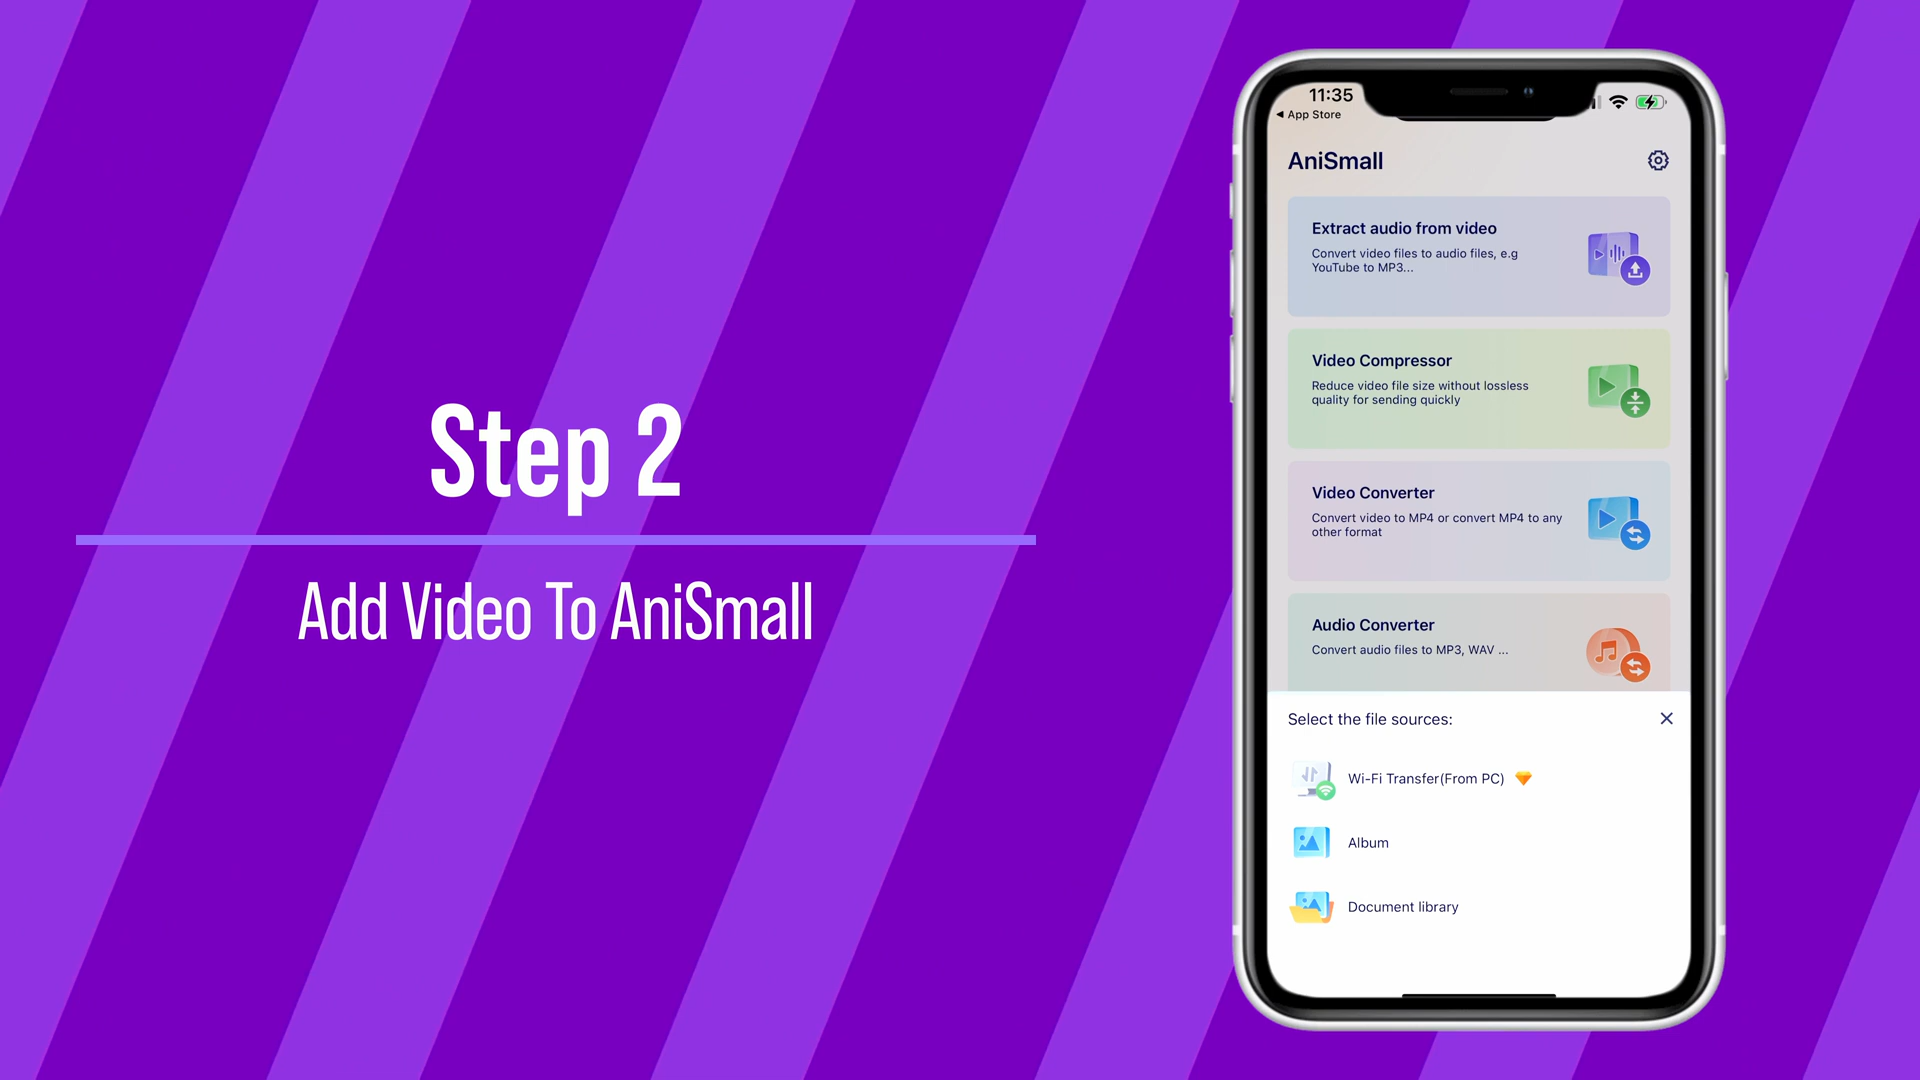 Step 2
Add Video To AniSmall
11:35
App Store
AniSmall
Extract audio from video
Convert video files to audio files, e.g
YouTube to MP3...
Video Compressor
Reduce video file size without lossless
quality for sending quickly
Video Converter
Convert video to MP4 or convert MP4 to any
other format
Audio Converter
Convert audio files to MP3, WAV ...
Select the file sources:
Wi-Fi Transfer(From PC)
Album
Document library